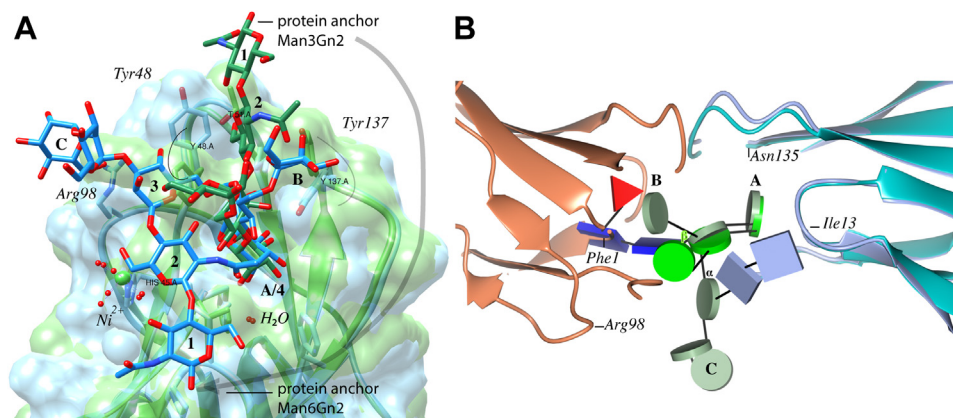 A
protein anchor
Man3Gn2
1
Tyr48
2
Tyr137
C
Y 48.A
B
Y 137.A
Arg98
3
2
A/4
Ni2+
H2O
1
protein anchor
Man6Gn2
B
Asn135
B
A
Ile13
Phe1
β
α
Arg98
C